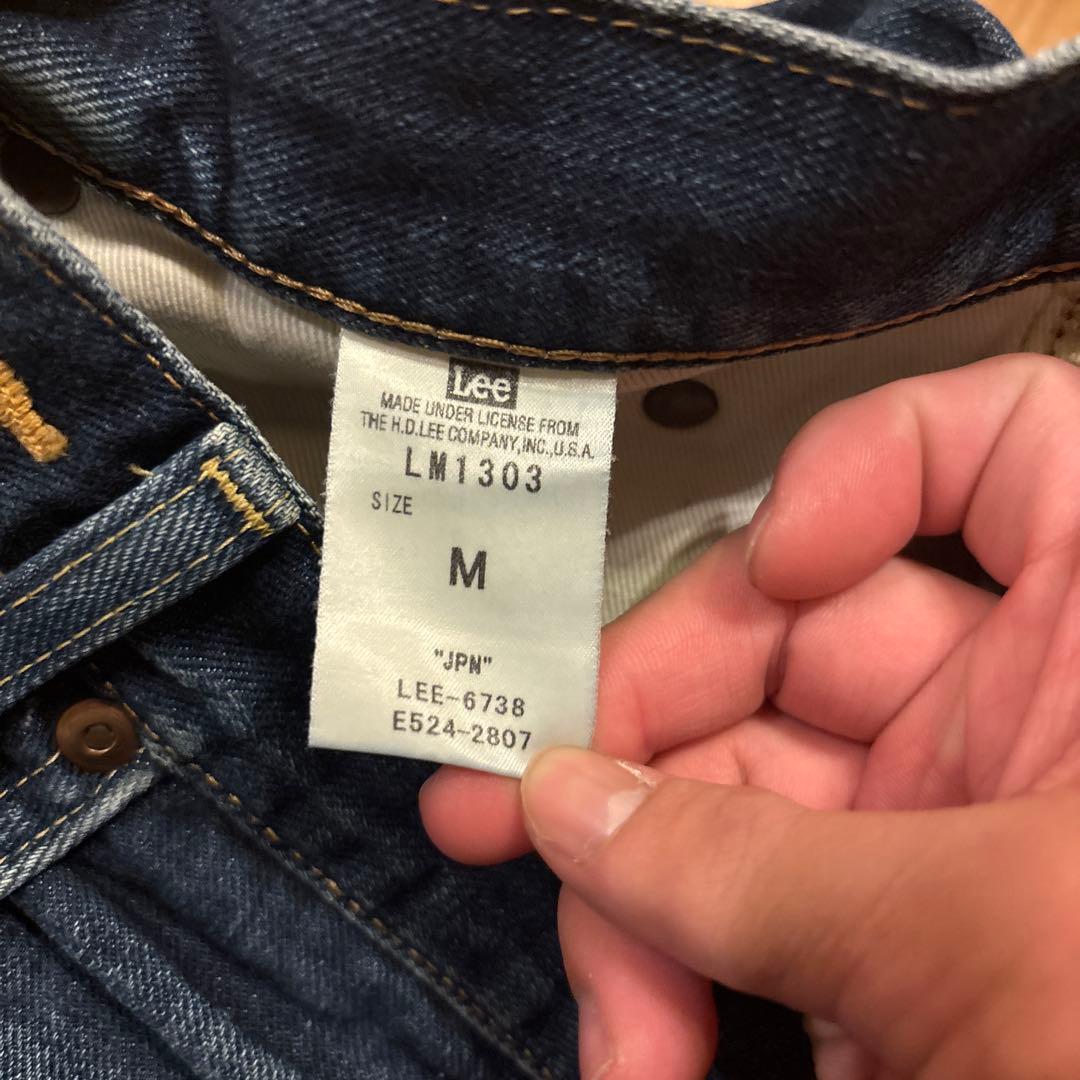 Lee
MADE UNDER LICENSE FROM
THE H.D.LEE COMPANY,INC.,U.S.A.
LM1303
SIZE
M
"JPN"
LEE-6738
E524-2807